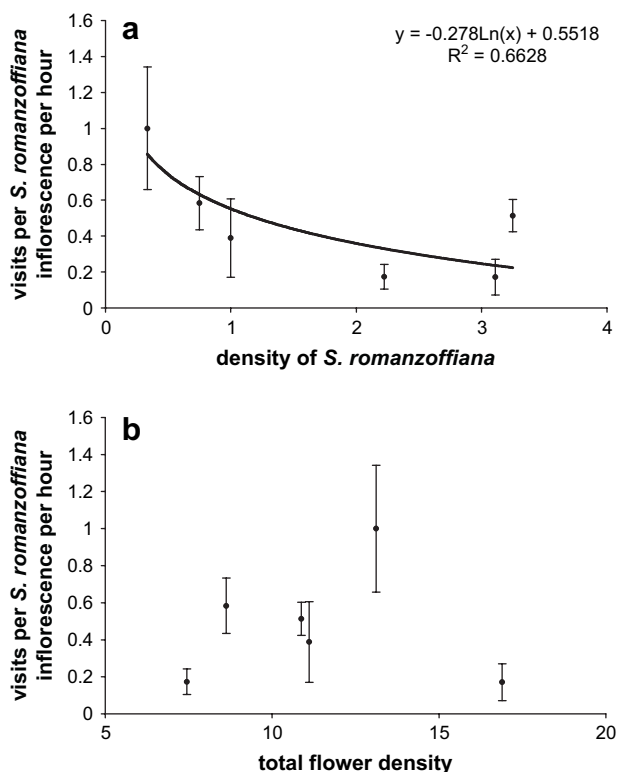 a
y = -0.278Ln(x) + 0.5518
R² = 0.6628
visits per S. romanzoffiana
inflorescence per hour
1.6
1.4
1.2
1
0.8
0.6
0.4
0.2
0
0 1 2 3 4
density of S. romanzoffiana
b
visits per S. romanzoffiana
inflorescence per hour
1.6
1.4
1.2
1
0.8
0.6
0.4
0.2
0
5 10 15 20
total flower density